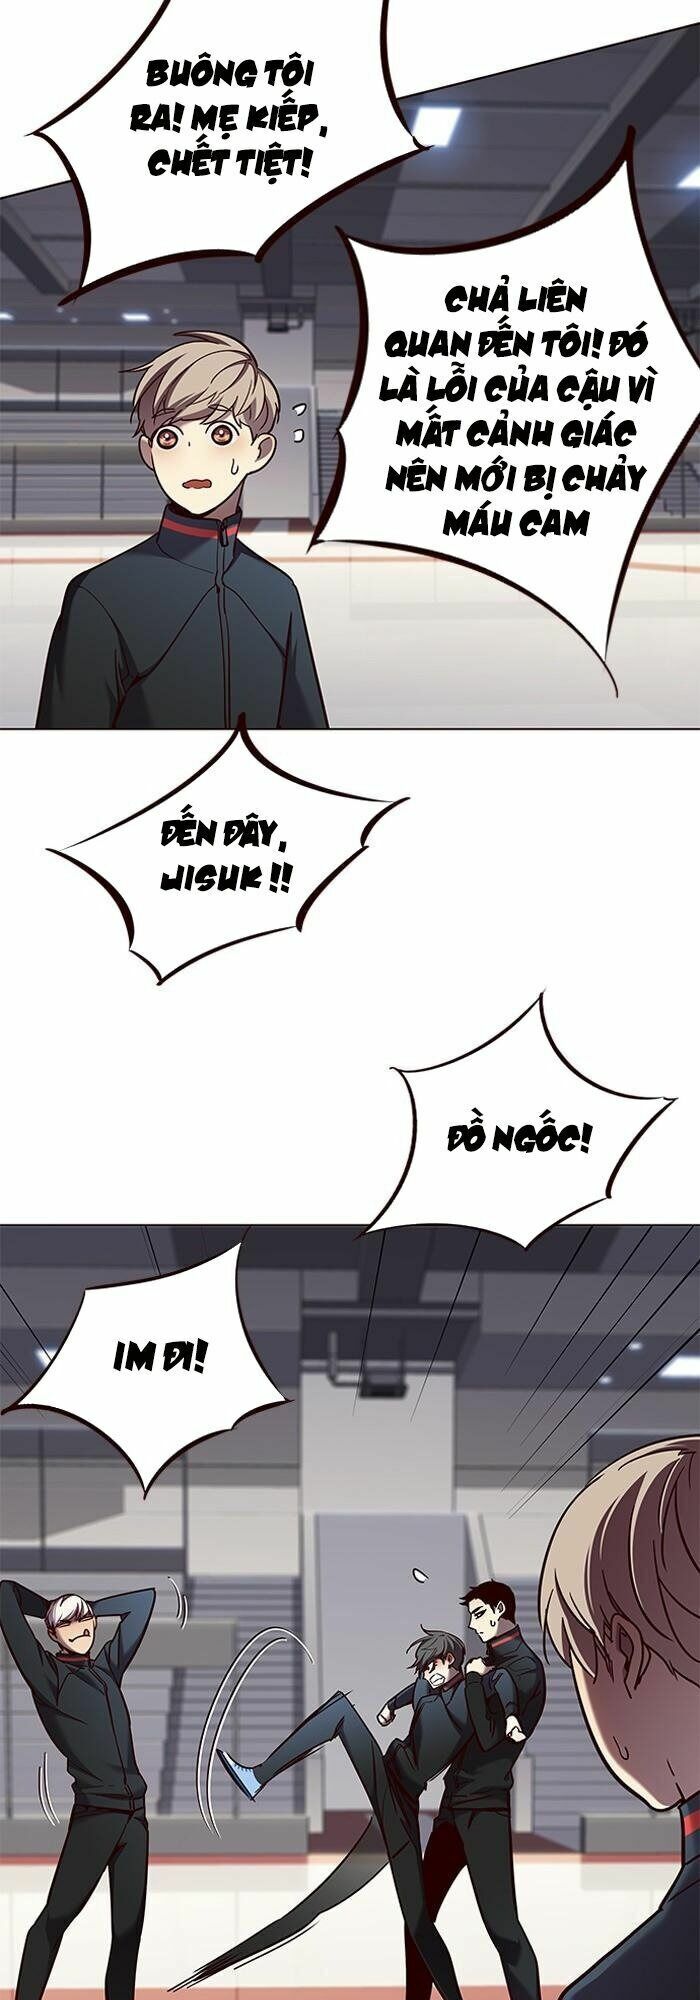 BUÔNG TÔI
RA! MẸ KIẾP,
CHẾT TIỆT!
CHẢ LIÊN
QUAN ĐẾN TÔI! ĐÓ
LÀ LỖI CỦA CẬU VÌ
MẤT CẢNH GIÁC
NÊN MỚI BỊ CHẢY
MÁU CAM
ĐẾN ĐÂY,
JISUK!!
ĐỒ NGỐC!
IM ĐI!